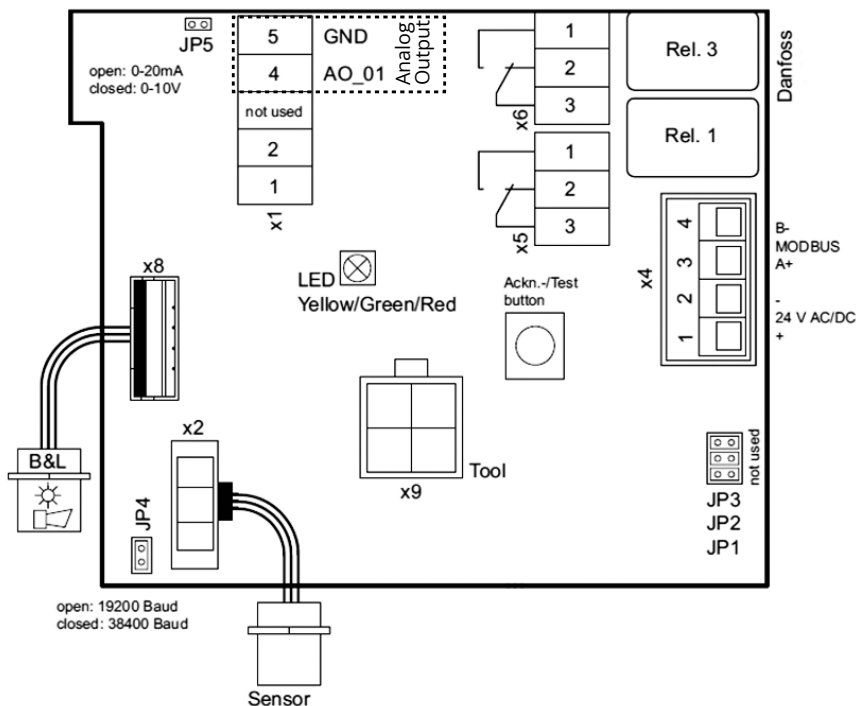 JP5
open: 0-20mA
closed: 0-10V
5 GND
4 AO_01
Analog
Output
not used
2
1
x1
1
2
3
x6
Rel. 3
Danfoss
1
2
3
x5
Rel. 1
x4
4
3
2
1
B-
MODBUS
A+
-
24 V AC/DC
+
x8
LED
Yellow/Green/Red
Ackn.-/Test
button
B&L
x2
JP4
open: 19200 Baud
closed: 38400 Baud
Sensor
Tool
x9
not used
JP3
JP2
JP1